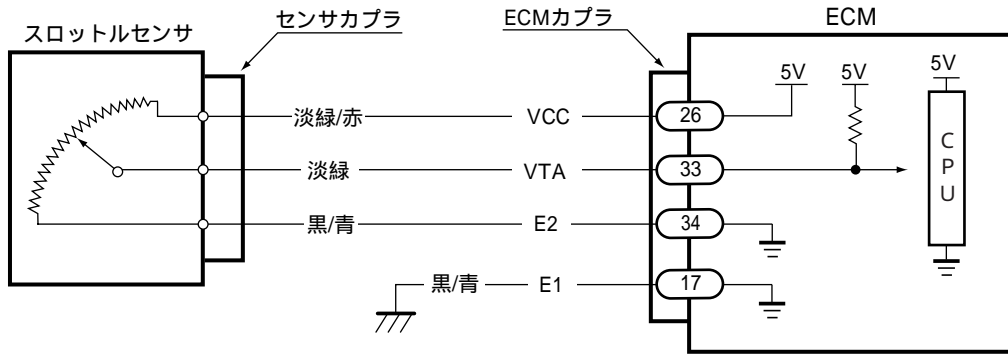 スロットルセンサ
センサカプラ
ECMカプラ
ECM
5V
5V
5V
淡緑/赤
VCC
26
淡緑
VTA
33
黒/青
E2
34
黒/青
E1
17
CPU